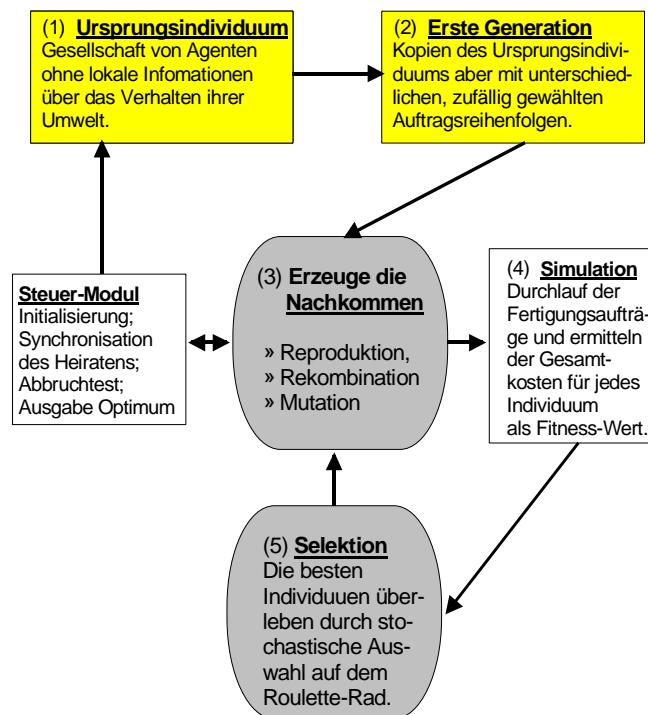 (1) Ursprungsindividuum
Gesellschaft von Agenten
ohne lokale Infomationen
über das Verhalten ihrer
Umwelt.
(2) Erste Generation
Kopien des Ursprungsindivi-
duums aber mit unterschied-
lichen, zufällig gewählten
Auftragsreihenfolgen.
Steuer-Modul
Initialisierung;
Synchronisation
des Heiratens;
Abbruchtest;
Ausgabe Optimum
(3) Erzeuge die
Nachkommen
» Reproduktion,
» Rekombination
» Mutation
(4) Simulation
Durchlauf der
Fertigungsaufträ-
ge und ermitteln
der Gesamt-
kosten für jedes
Individuum
als Fitness-Wert.
(5) Selektion
Die besten
Individuuen über-
leben durch sto-
chastische Aus-
wahl auf dem
Roulette-Rad.